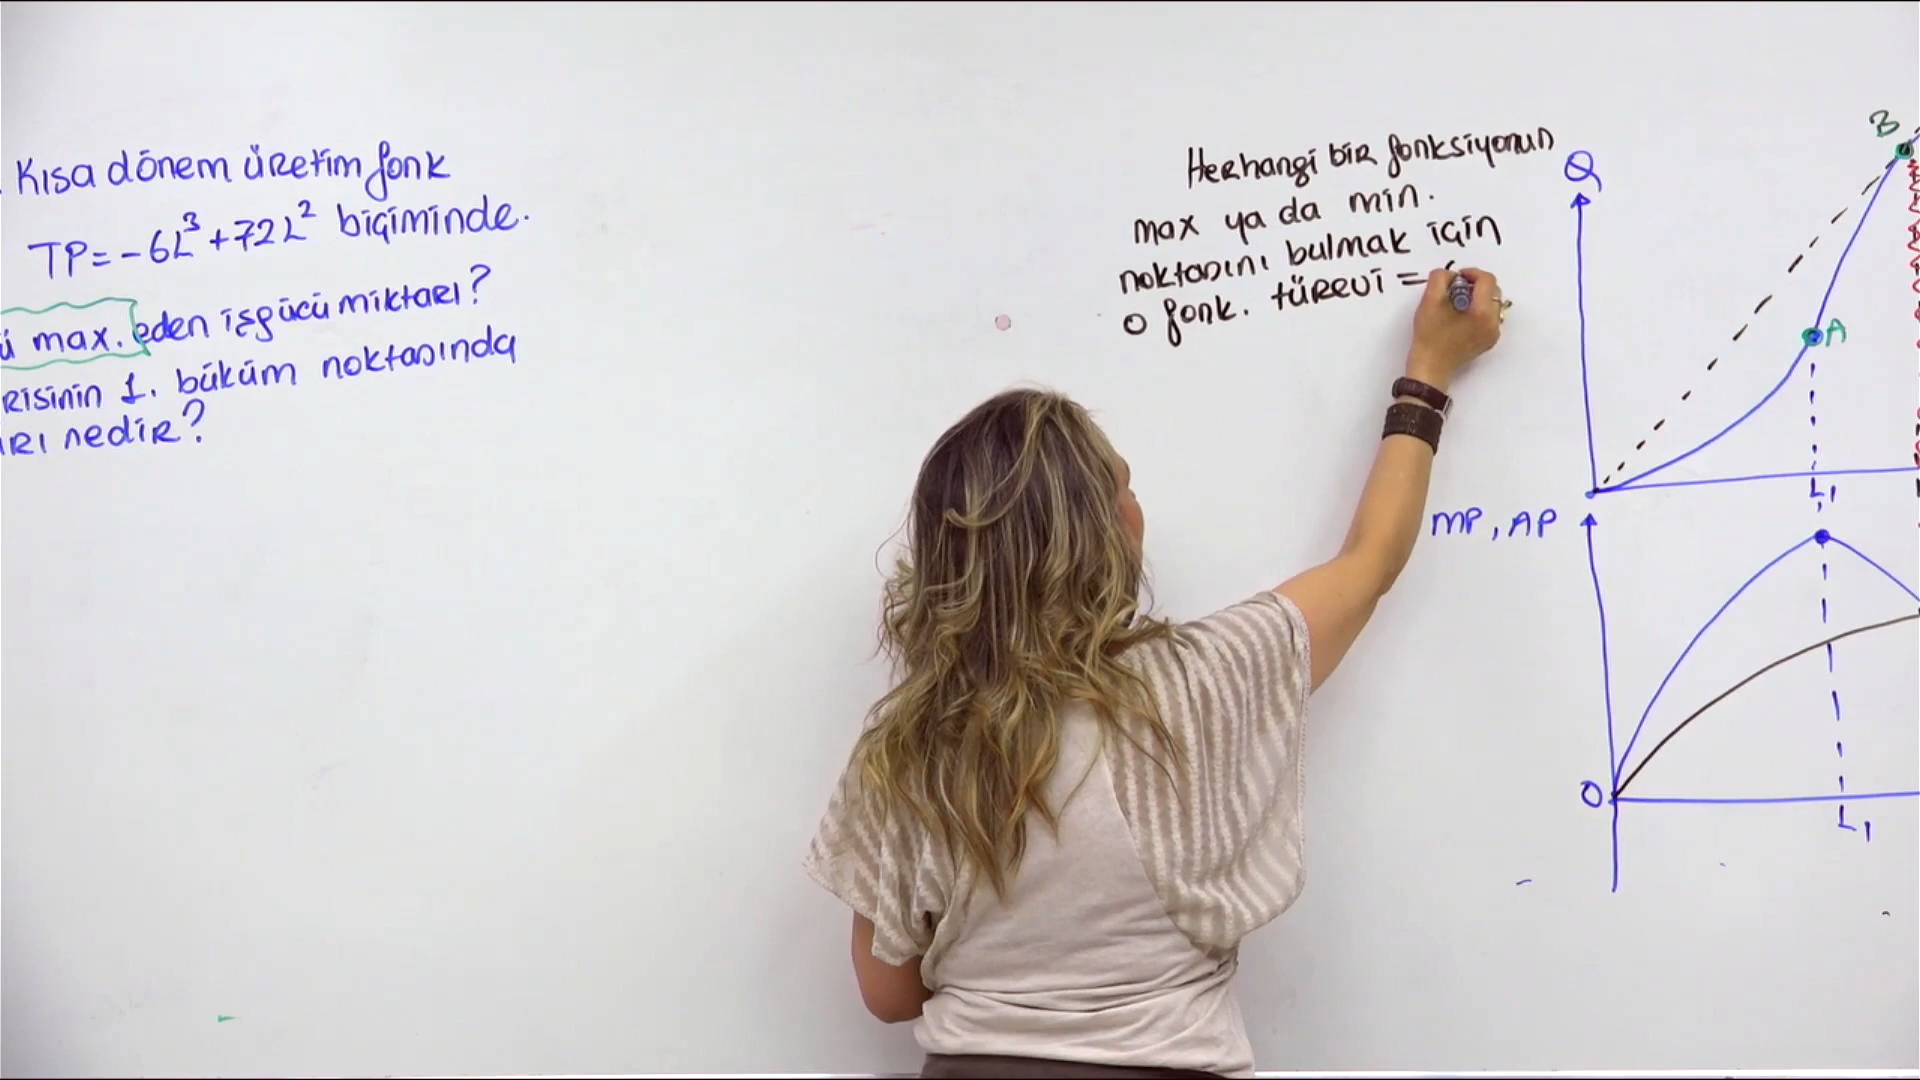 Kısa dönem üretim fonk
TP = -6L³ + 72L² biçiminde.
ü max. eden işgücü miktarı?
risinin 1. büküm noktasında
ırı nedir?
Herhangi bir fonksiyonun
max ya da min.
noktasını bulmak için
o fonk. türevi =
Q
B
A
L₁
MP, AP
O
L₁